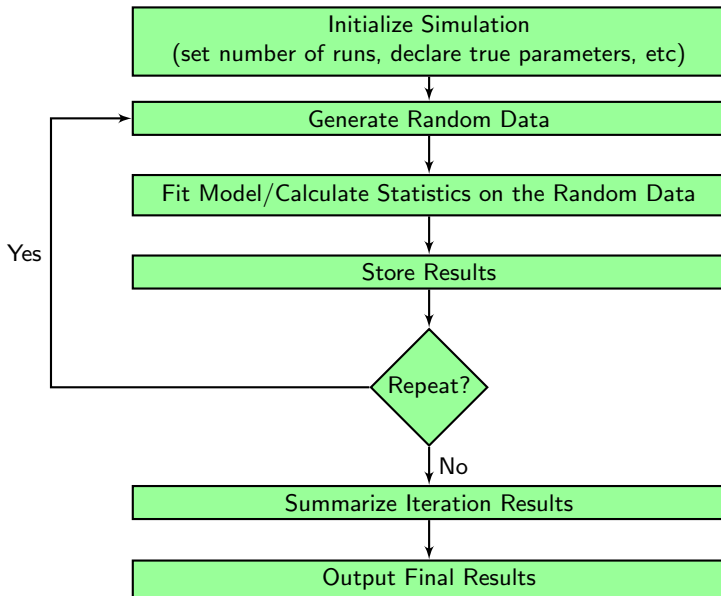 Initialize Simulation
(set number of runs, declare true parameters, etc)
Generate Random Data
Fit Model/Calculate Statistics on the Random Data
Yes
Store Results
Repeat?
No
Summarize Iteration Results
Output Final Results